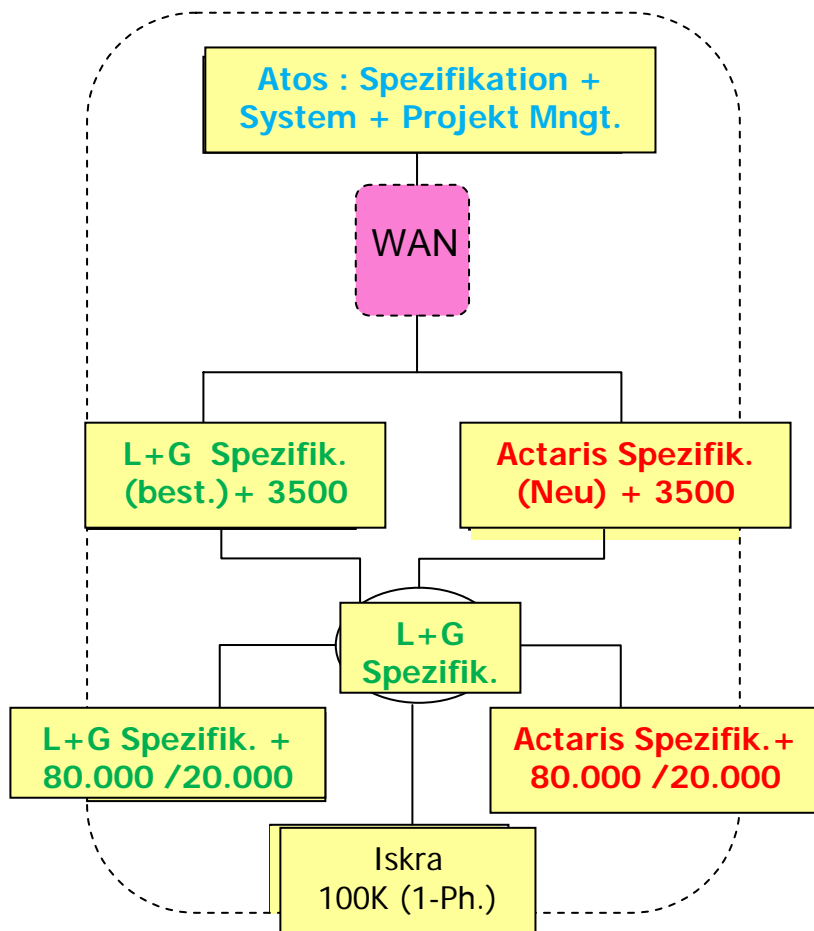 Atos : Spezifikation +
System + Projekt Mngt.
WAN
L+G Spezifik.
(best.) + 3500
Actaris Spezifik.
(Neu) + 3500
L+G
Spezifik.
L+G Spezifik. +
80.000 /20.000
Actaris Spezifik.+
80.000 /20.000
Iskra
100K (1-Ph.)